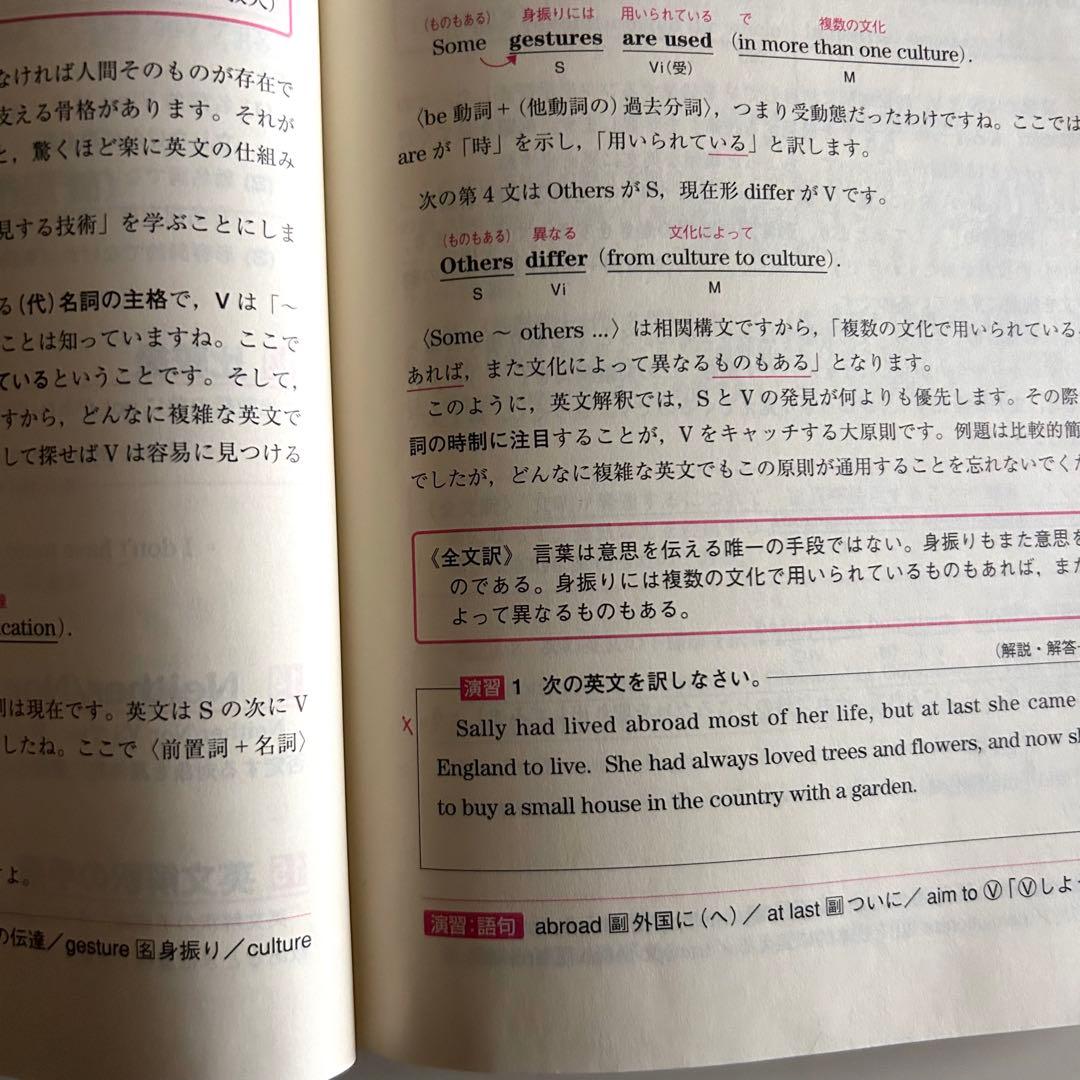 なければ人間そのものが存在で
支える骨格があります。それが
と，驚くほど楽に英文の仕組み
見する技術」を学ぶことにしま
る(代)名詞の主格で，Vは「～
ことは知っていますね。ここで
ているということです。そして，
すから，どんなに複雑な英文で
して探せばVは容易に見つける
ication).
則は現在です。英文はSの次にV
したね。ここで〈前置詞＋名詞〉
すよ。
の伝達／gesture 名 身振り／culture
(ものもある) 身振りには 用いられている で 複数の文化
Some gestures are used (in more than one culture).
S Vi(受) M
〈be動詞＋(他動詞の)過去分詞〉，つまり受動態だったわけですね。ここでは
areが「時」を示し，「用いられている」と訳します。
次の第4文はOthersがS，現在形differがVです。
(ものもある) 異なる 文化によって
Others differ (from culture to culture).
S Vi M
〈Some ～ others ...〉は相関構文ですから，「複数の文化で用いられている
あれば，また文化によって異なるものもある」となります。
このように，英文解釈では，SとVの発見が何よりも優先します。その際
詞の時制に注目することが，Vをキャッチする大原則です。例題は比較的簡
でしたが，どんなに複雑な英文でもこの原則が通用することを忘れないでくだ
《全文訳》 言葉は意思を伝える唯一の手段ではない。身振りもまた意思を
のである。身振りには複数の文化で用いられているものもあれば，また
よって異なるものもある。
(解説・解答
演習 1 次の英文を訳しなさい。
x
Sally had lived abroad most of her life, but at last she came
England to live. She had always loved trees and flowers, and now sh
to buy a small house in the country with a garden.
演習：語句 abroad 副 外国に(へ)／at last 副 ついに／aim to Ⓥ「Ⓥしよ